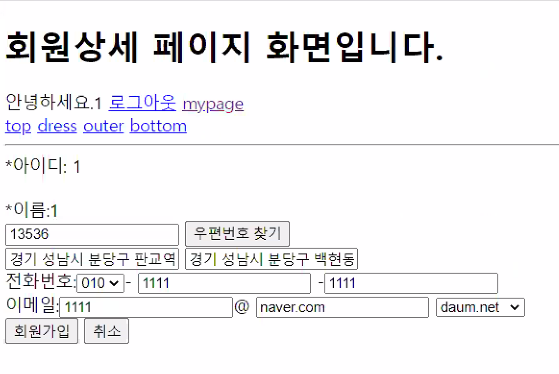 회원상세 페이지 화면입니다.
안녕하세요.1 로그아웃 mypage
top dress outer bottom
*아이디: 1
*이름:1
13536 우편번호 찾기
경기 성남시 분당구 판교역 경기 성남시 분당구 백현동
전화번호:010 - 1111 -1111
이메일:1111 @ naver.com daum.net
회원가입 취소